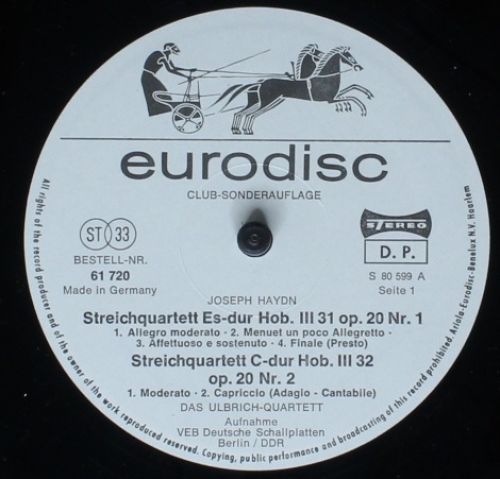 eurodisc
CLUB-SONDERAUFLAGE
ST 33
BESTELL-NR.
61 720
Made in Germany
STEREO
D. P.
S 80 599 A
Seite 1
JOSEPH HAYDN
Streichquartett Es-dur Hob. III 31 op. 20 Nr. 1
1. Allegro moderato · 2. Menuet un poco Allegretto ·
3. Affettuoso e sostenuto · 4. Finale (Presto)
Streichquartett C-dur Hob. III 32
op. 20 Nr. 2
1. Moderato · 2. Capriccio (Adagio - Cantabile)
DAS ULBRICH-QUARTETT
Aufnahme
VEB Deutsche Schallplatten
Berlin / DDR
All rights of the record producer and of the owner of the work reproduced reserved. Copying, public performance and broadcasting of this record prohibited. Ariola-Eurodisc-Benelux N.V. Haarlem